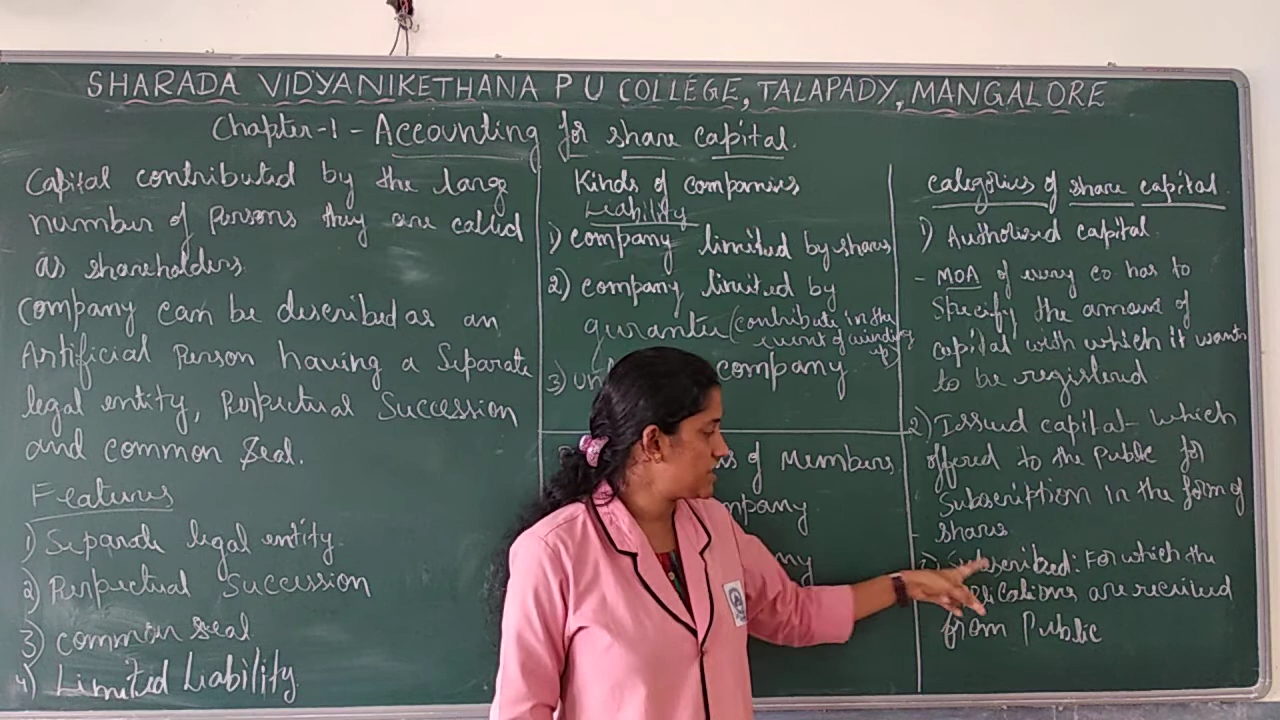 SHARADA VIDYANIKETHANA P U COLLEGE, TALAPADY, MANGALORE
Chapter-1 - Accounting for share capital.
Capital contributed by the large
number of persons they are called
as shareholders
Company can be described as an
Artificial Person having a Separate
legal entity, Perpectual Succession
and common Seal.
Features
1) Separate legal entity
2) Perpectual Succession
3) common seal
4) Limited Liability
Kinds of companies
Liability
1) company limited by shares
2) company limited by
gurantee (contribute in the
event of winding up)
3) company
of Members
categories of share capital
1) Authorised capital
- MOA of every co has to
Specify the amount of
capital with which it wants
to be registered
2) Issued capital - which
offered to the public for
Subscription in the form of
shares
Subscribed: For which the
are received
from Public